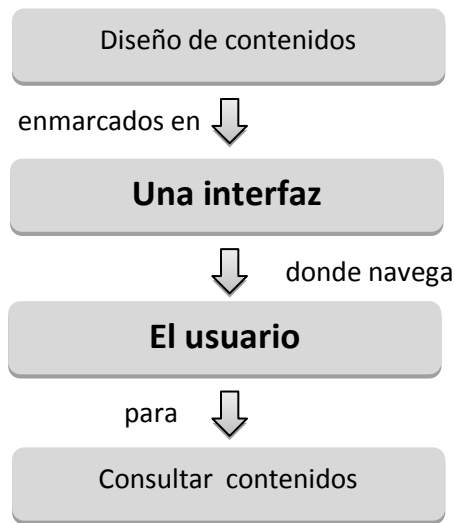 Diseño de contenidos
enmarcados en
Una interfaz
donde navega
El usuario
para
Consultar contenidos